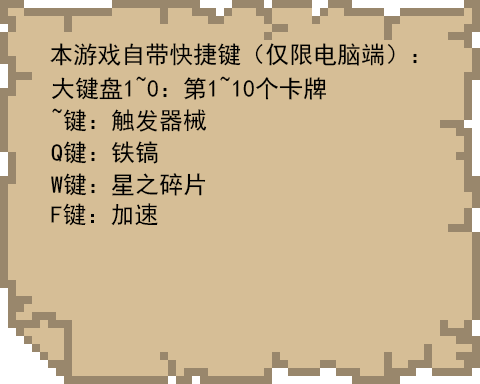 本游戏自带快捷键（仅限电脑端）：
大键盘1~0：第1~10个卡牌
~键：触发器械
Q键：铁镐
W键：星之碎片
F键：加速